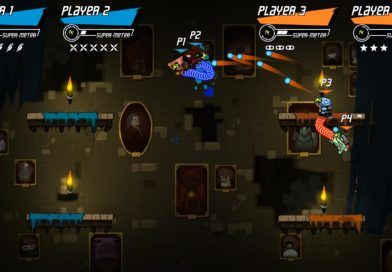 1
PLAYER 2
PLAYER 3
PLAYER
SUPER METER
SUPER METER
SUPER METER
SUPER METER
P1
P2
P3
P4